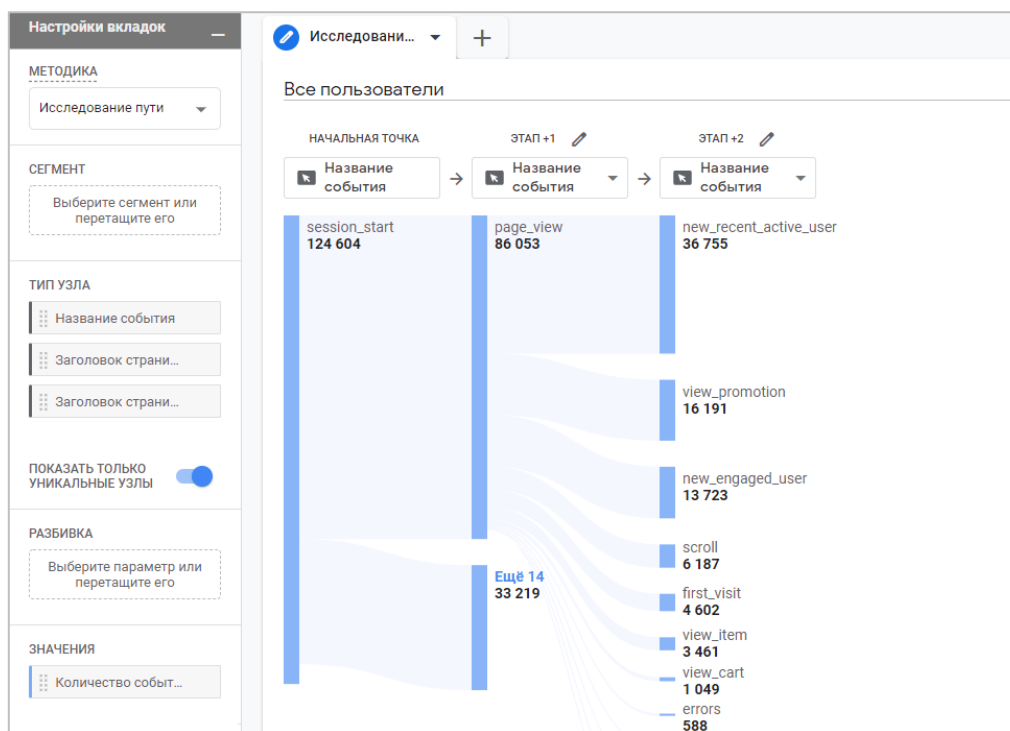 Настройки вкладок
МЕТОДИКА
Исследование пути
СЕГМЕНТ
Выберите сегмент или
перетащите его
ТИП УЗЛА
Название события
Заголовок страни...
Заголовок страни...
ПОКАЗАТЬ ТОЛЬКО
УНИКАЛЬНЫЕ УЗЛЫ
РАЗБИВКА
Выберите параметр или
перетащите его
ЗНАЧЕНИЯ
Количество событ...
Исследовани...
Все пользователи
НАЧАЛЬНАЯ ТОЧКА
Название
события
ЭТАП +1
Название
события
ЭТАП +2
Название
события
session_start
124 604
page_view
86 053
Ещё 14
33 219
new_recent_active_user
36 755
view_promotion
16 191
new_engaged_user
13 723
scroll
6 187
first_visit
4 602
view_item
3 461
view_cart
1 049
errors
588